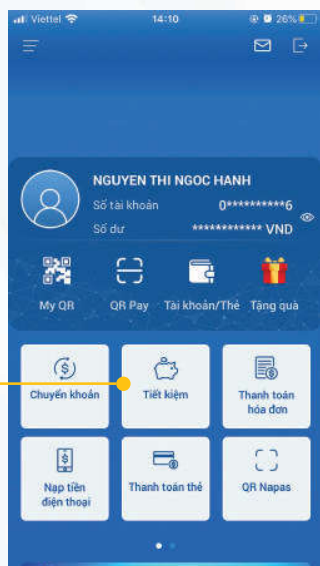 Viettel
14:10
26%
NGUYEN THI NGOC HANH
Số tài khoản 0**********6
Số dư ************ VND
My QR
QR Pay
Tài khoản/Thẻ
Tặng quà
Chuyển khoản
Tiết kiệm
Thanh toán
hóa đơn
Nạp tiền
điện thoại
Thanh toán thẻ
QR Napas